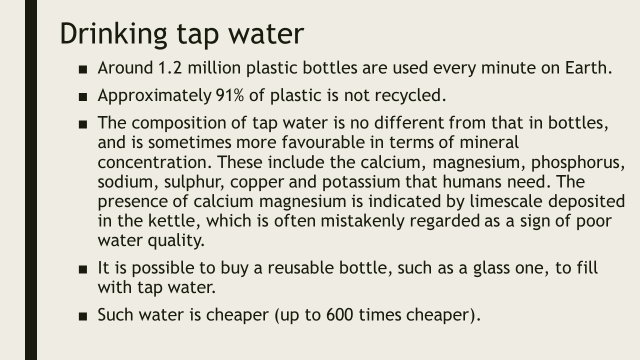 Drinking tap water
■ Around 1.2 million plastic bottles are used every minute on Earth.
■ Approximately 91% of plastic is not recycled.
■ The composition of tap water is no different from that in bottles,
and is sometimes more favourable in terms of mineral
concentration. These include the calcium, magnesium, phosphorus,
sodium, sulphur, copper and potassium that humans need. The
presence of calcium magnesium is indicated by limescale deposited
in the kettle, which is often mistakenly regarded as a sign of poor
water quality.
■ It is possible to buy a reusable bottle, such as a glass one, to fill
with tap water.
■ Such water is cheaper (up to 600 times cheaper).